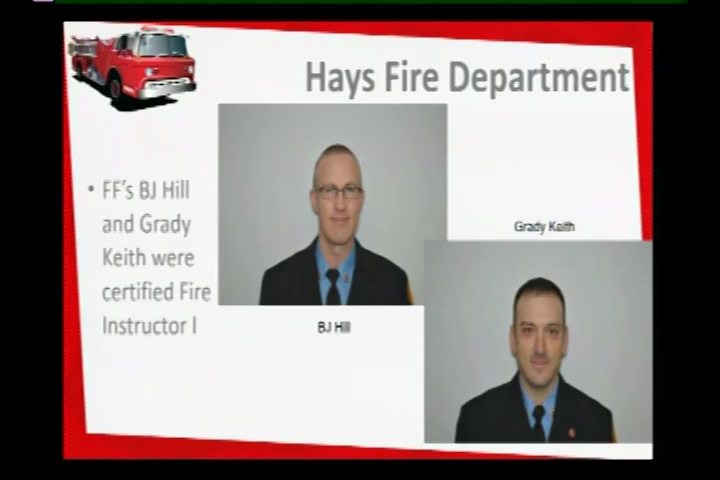 Hays Fire Department
• FF's BJ Hill
and Grady
Keith were
certified Fire
Instructor I
BJ Hill
Grady Keith